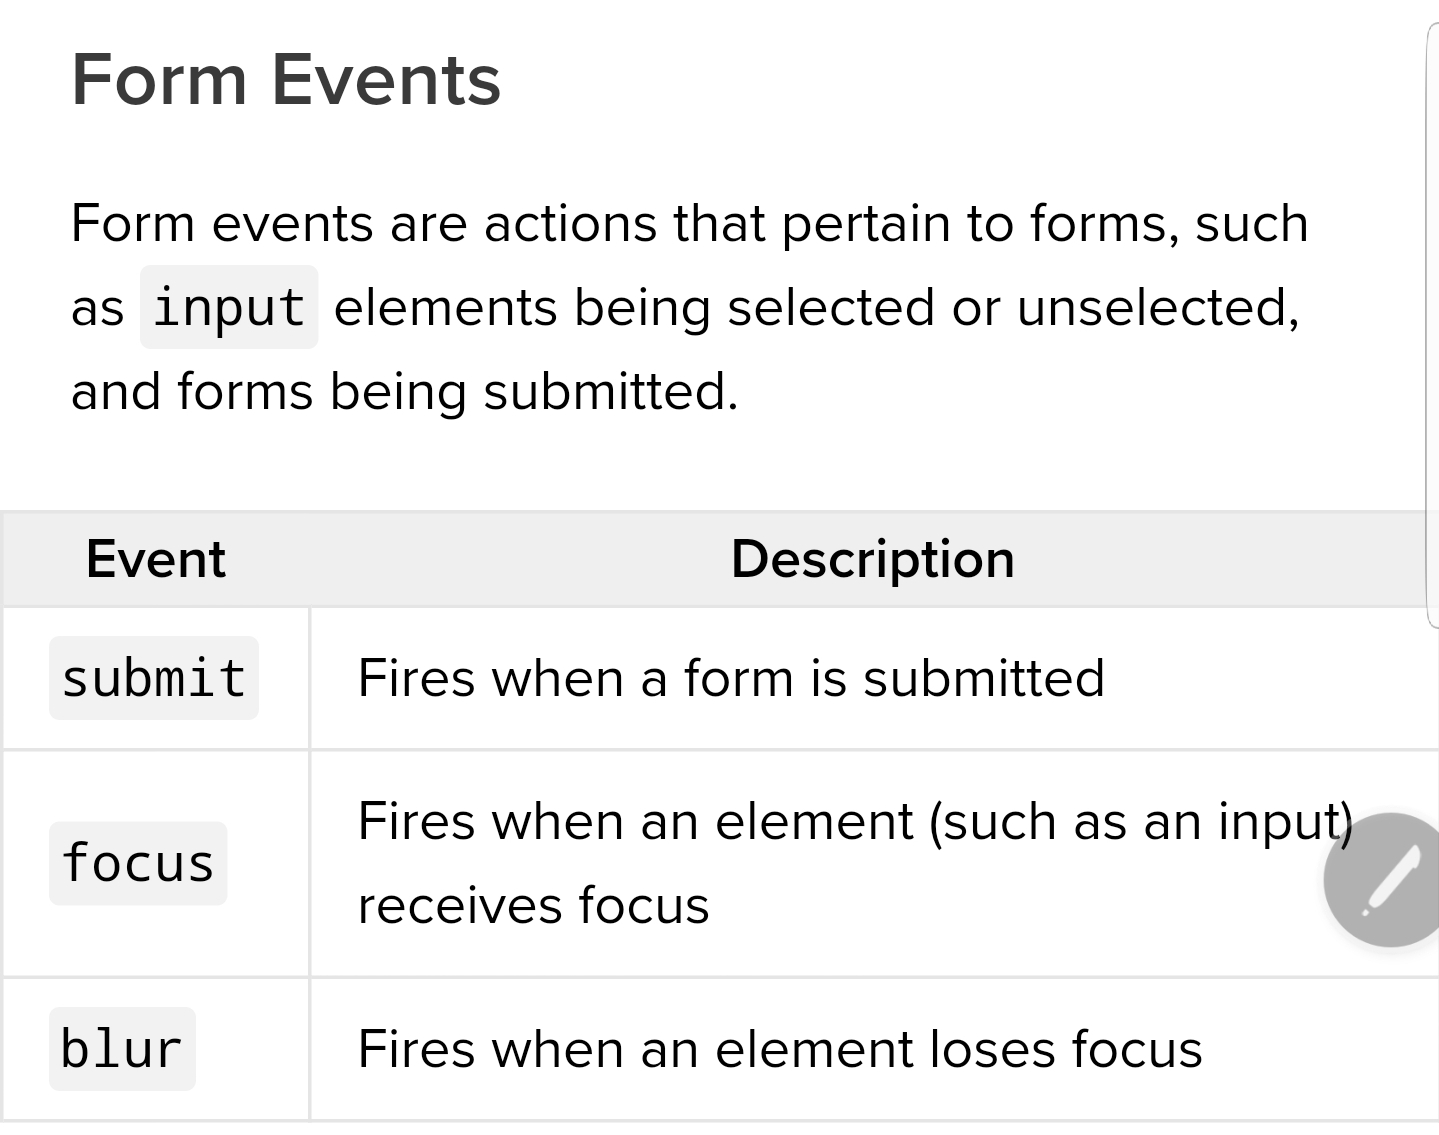 Form Events
Form events are actions that pertain to forms, such
as input elements being selected or unselected,
and forms being submitted.
Event Description
submit Fires when a form is submitted
focus Fires when an element (such as an input)
receives focus
blur Fires when an element loses focus